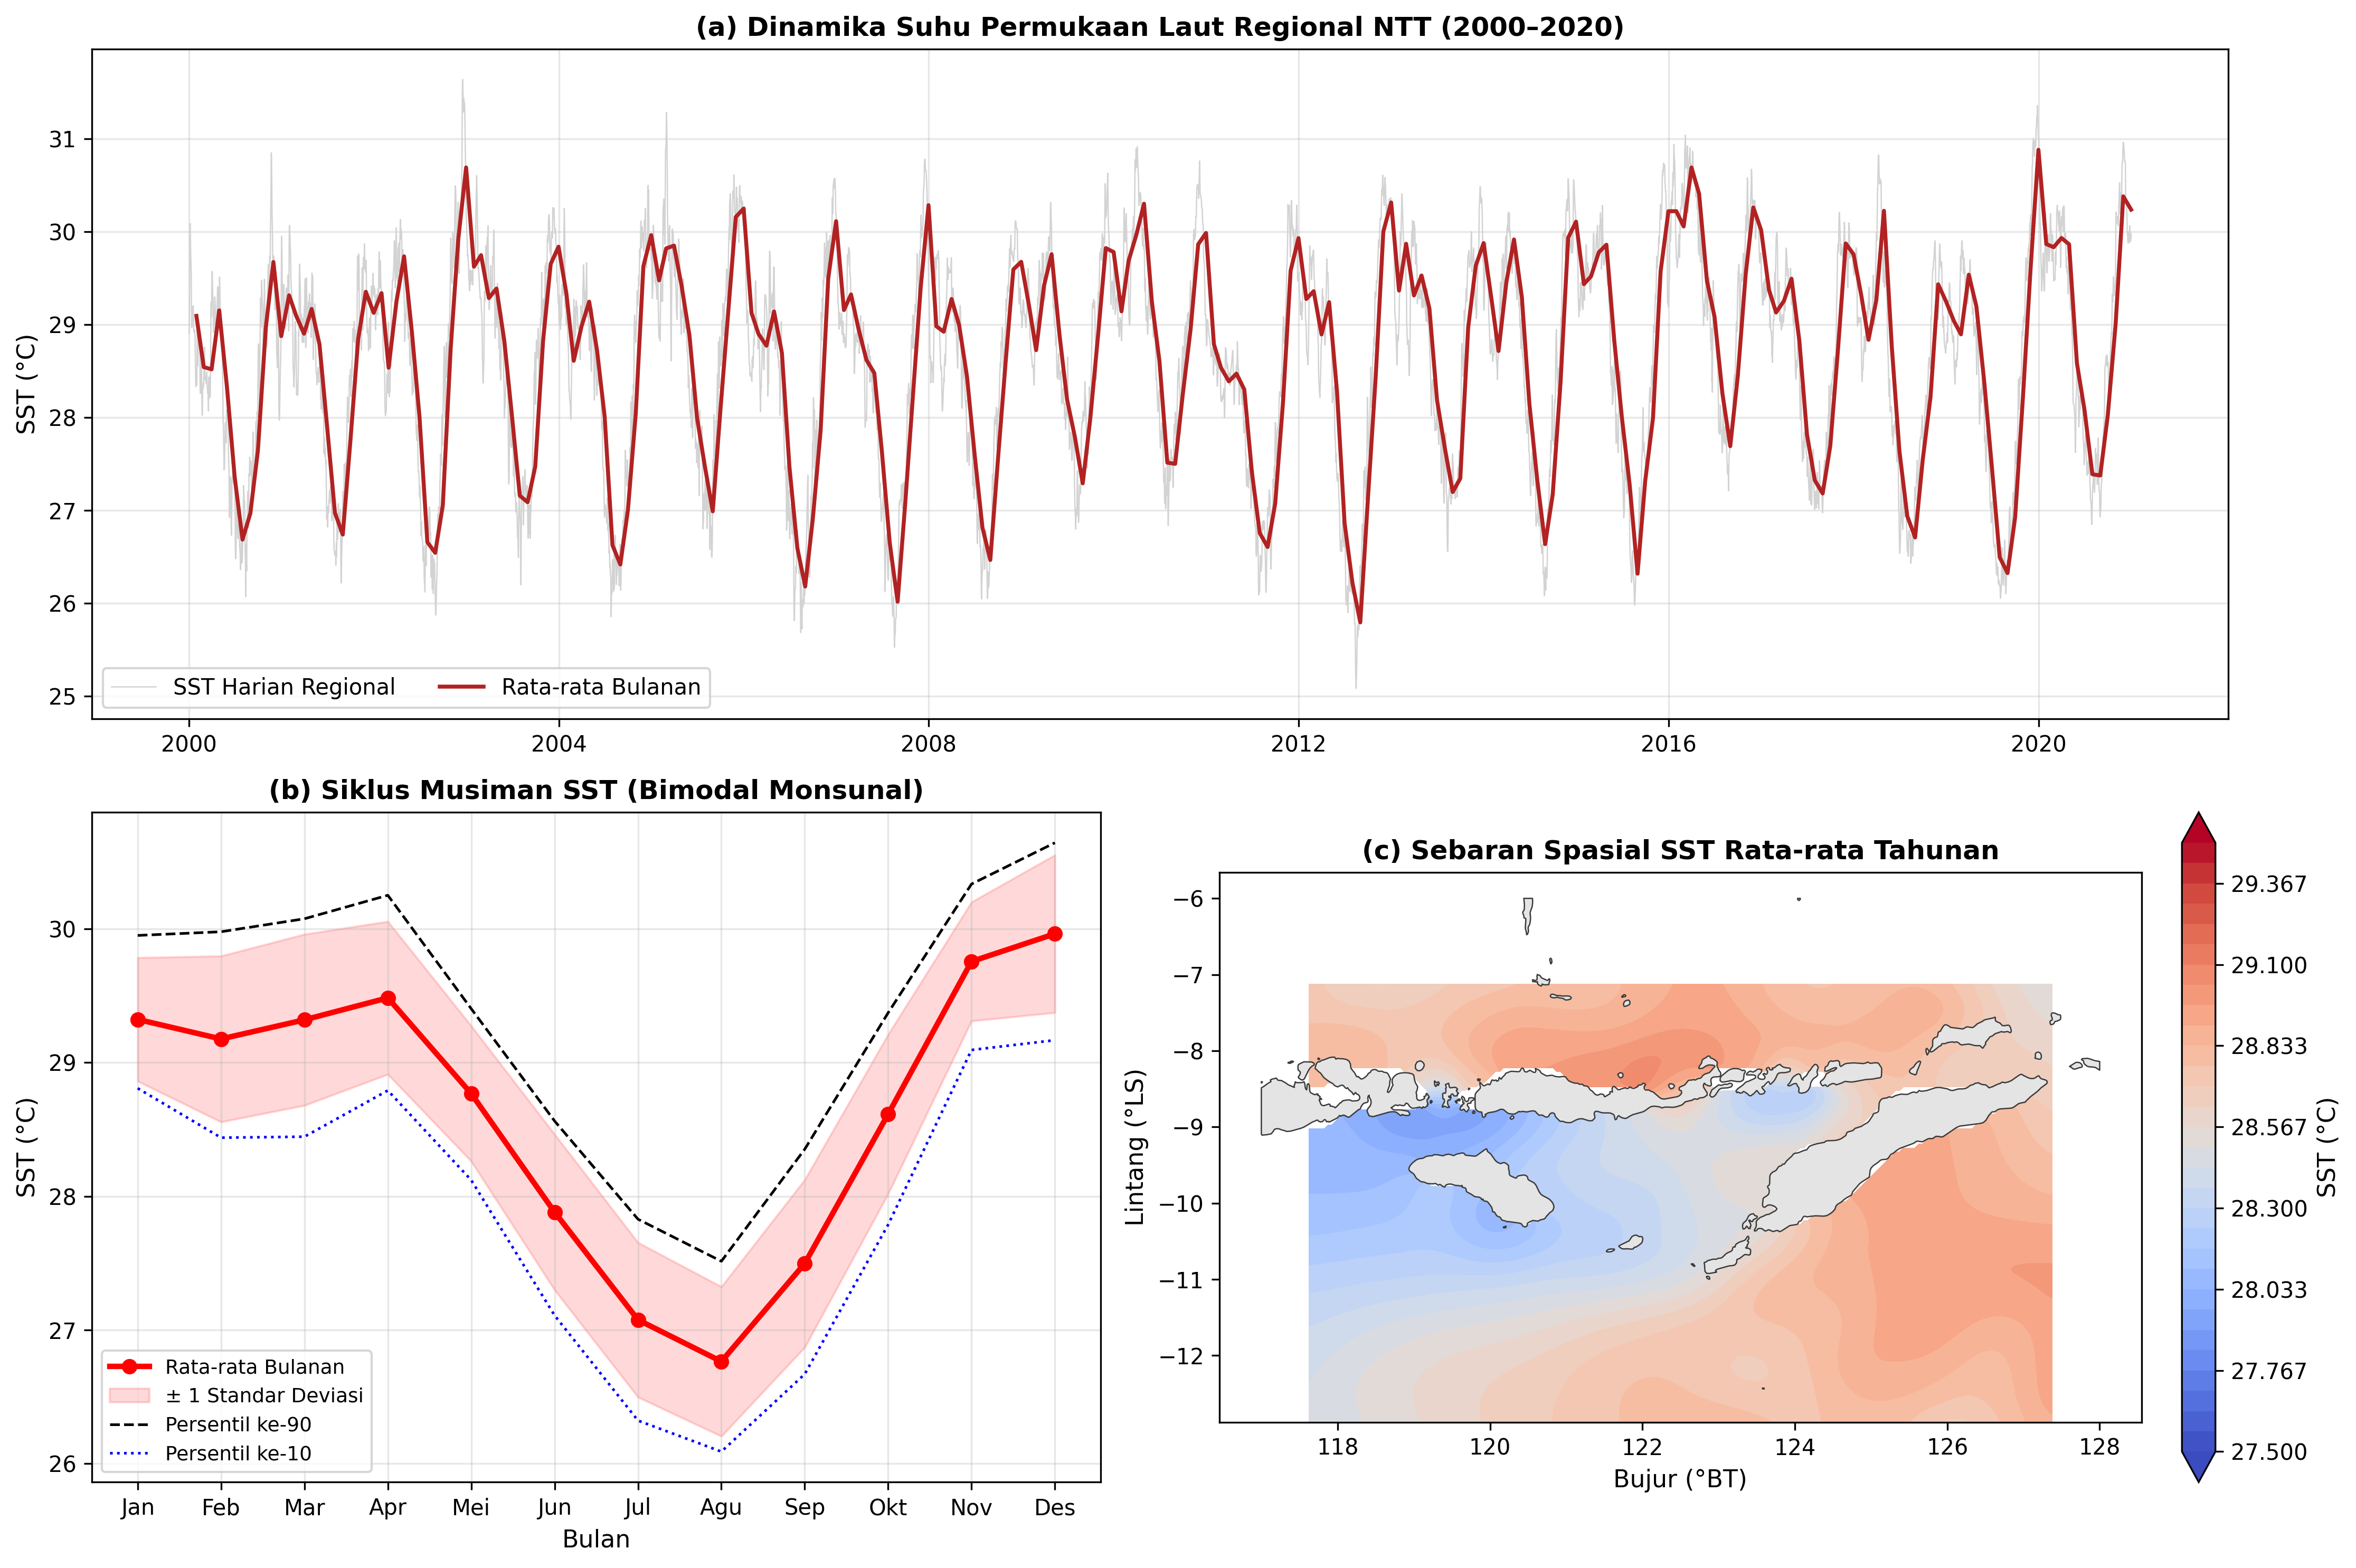 (a) Dinamika Suhu Permukaan Laut Regional NTT (2000–2020)
SST (°C)
31
30
29
28
27
26
25
SST Harian Regional
Rata-rata Bulanan
2000
2004
2008
2012
2016
2020
(b) Siklus Musiman SST (Bimodal Monsunal)
SST (°C)
30
29
28
27
26
Rata-rata Bulanan
± 1 Standar Deviasi
Persentil ke-90
Persentil ke-10
Jan
Feb
Mar
Apr
Mei
Jun
Jul
Agu
Sep
Okt
Nov
Des
Bulan
(c) Sebaran Spasial SST Rata-rata Tahunan
Lintang (°LS)
−6
−7
−8
−9
−10
−11
−12
118
120
122
124
126
128
Bujur (°BT)
29.367
29.100
28.833
28.567
28.300
28.033
27.767
27.500
SST (°C)